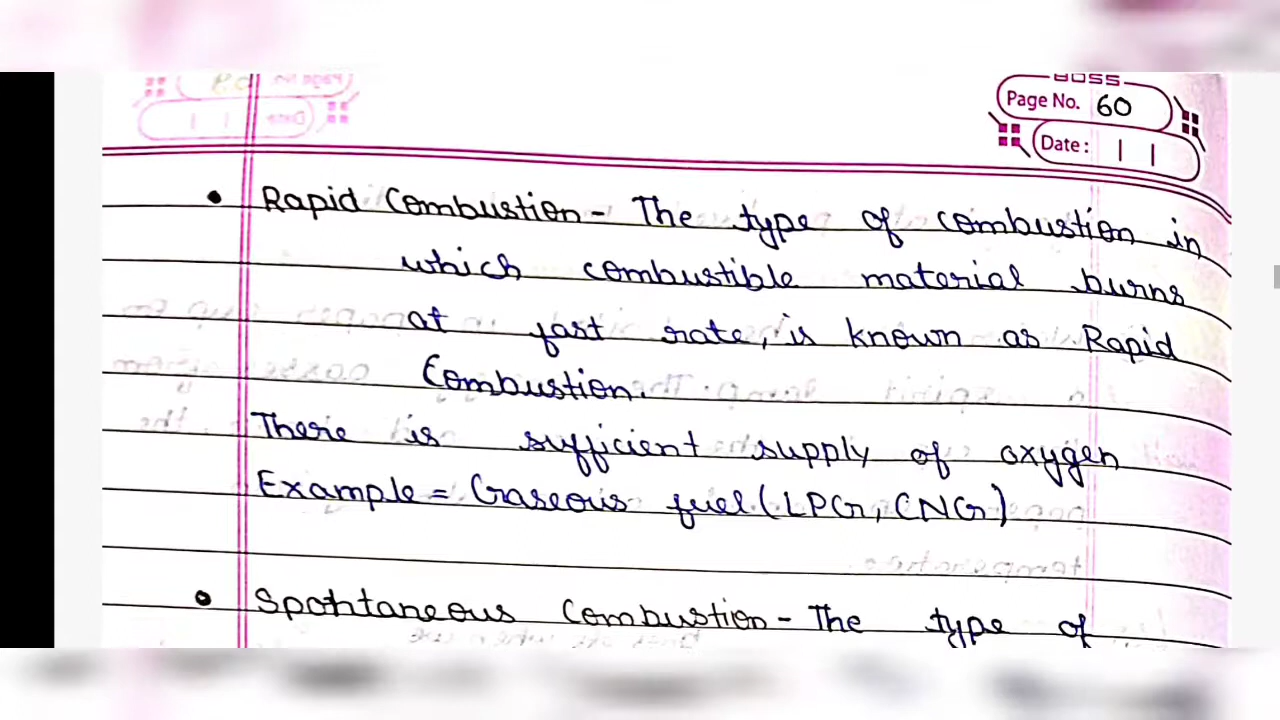 BOSS
Page No. 60
Date :
• Rapid Combustion - The type of combustion in
which combustible material burns
at fast rate, is known as Rapid
Combustion.
There is sufficient supply of oxygen
Example = Gaseous fuel (LPG, CNG)
• Spontaneous Combustion - The type of